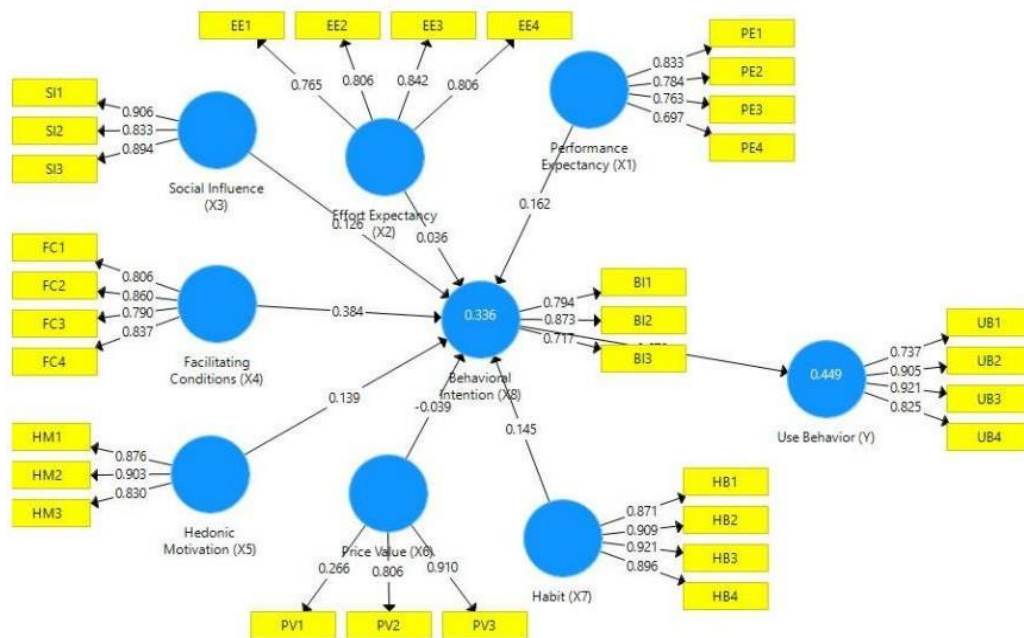 EE1
EE2
EE3
EE4
0.765
0.806
0.842
0.806
Effort Expectancy
(X2)
PE1
PE2
PE3
PE4
0.833
0.784
0.763
0.697
Performance
Expectancy (X1)
SI1
SI2
SI3
0.906
0.833
0.894
Social Influence
(X3)
0.126
0.036
0.162
FC1
FC2
FC3
FC4
0.806
0.860
0.790
0.837
Facilitating
Conditions (X4)
0.384
0.336
Behavioral
Intention (X8)
0.794
0.873
0.717
BI1
BI2
BI3
0.449
Use Behavior (Y)
0.737
0.905
0.921
0.825
UB1
UB2
UB3
UB4
0.139
-0.039
0.145
HM1
HM2
HM3
0.876
0.903
0.830
Hedonic
Motivation (X5)
Price Value (X6)
0.266
0.806
0.910
PV1
PV2
PV3
Habit (X7)
0.871
0.909
0.921
0.896
HB1
HB2
HB3
HB4